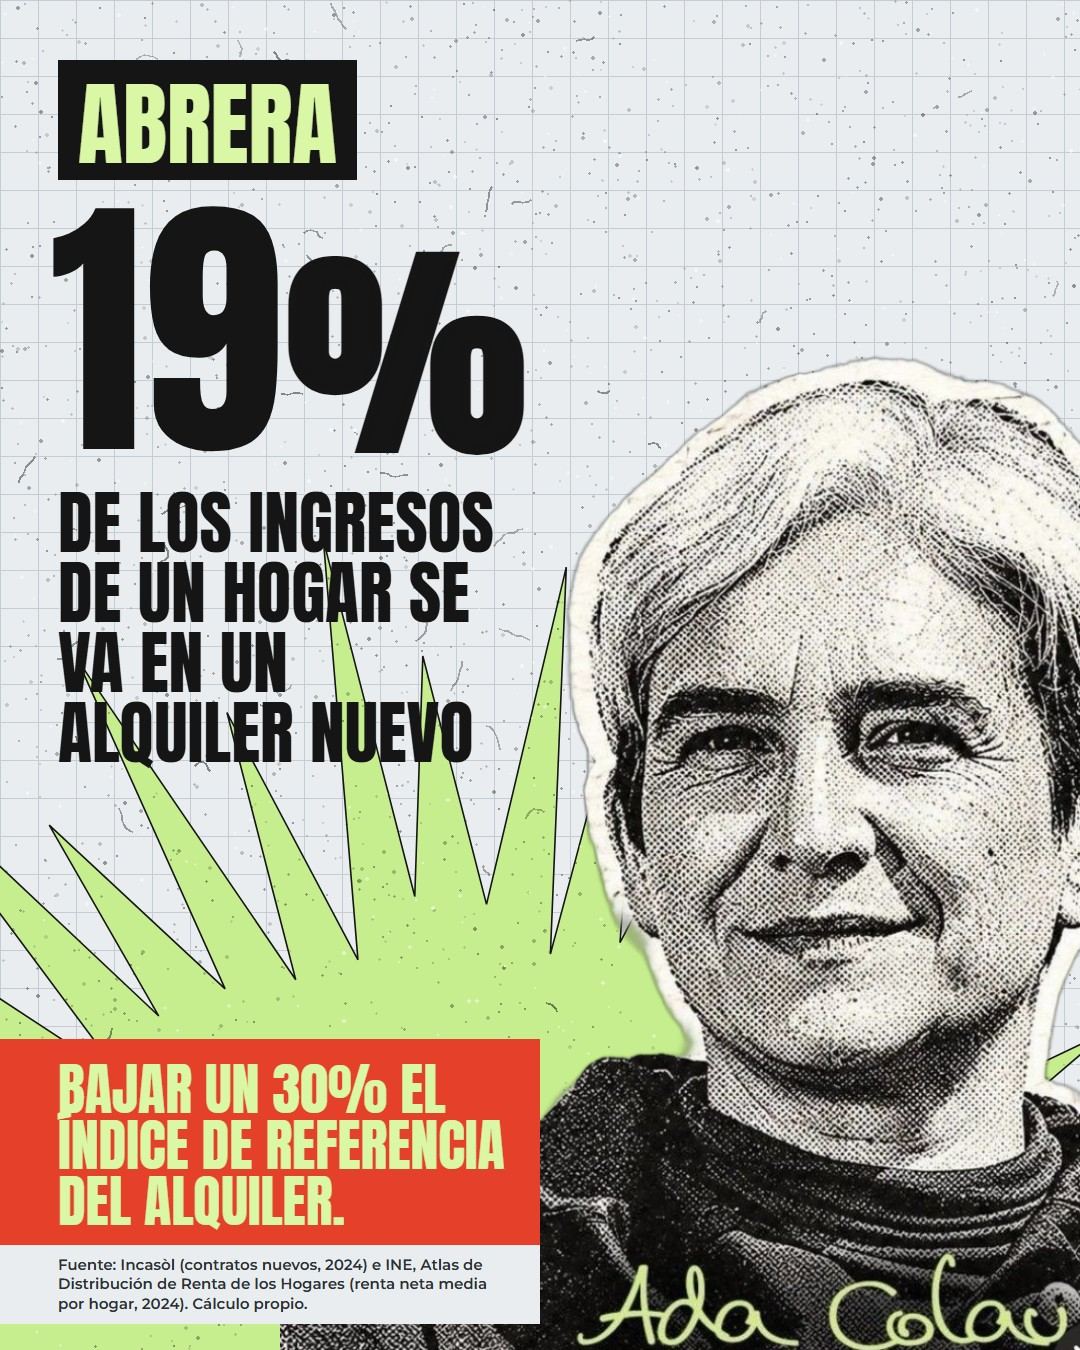 ABRERA
19%
DE LOS INGRESOS
DE UN HOGAR SE
VA EN UN
ALQUILER NUEVO
BAJAR UN 30% EL
ÍNDICE DE REFERENCIA
DEL ALQUILER.
Fuente: Incasòl (contratos nuevos, 2024) e INE, Atlas de
Distribución de Renta de los Hogares (renta neta media
por hogar, 2024). Cálculo propio.
Ada Colau